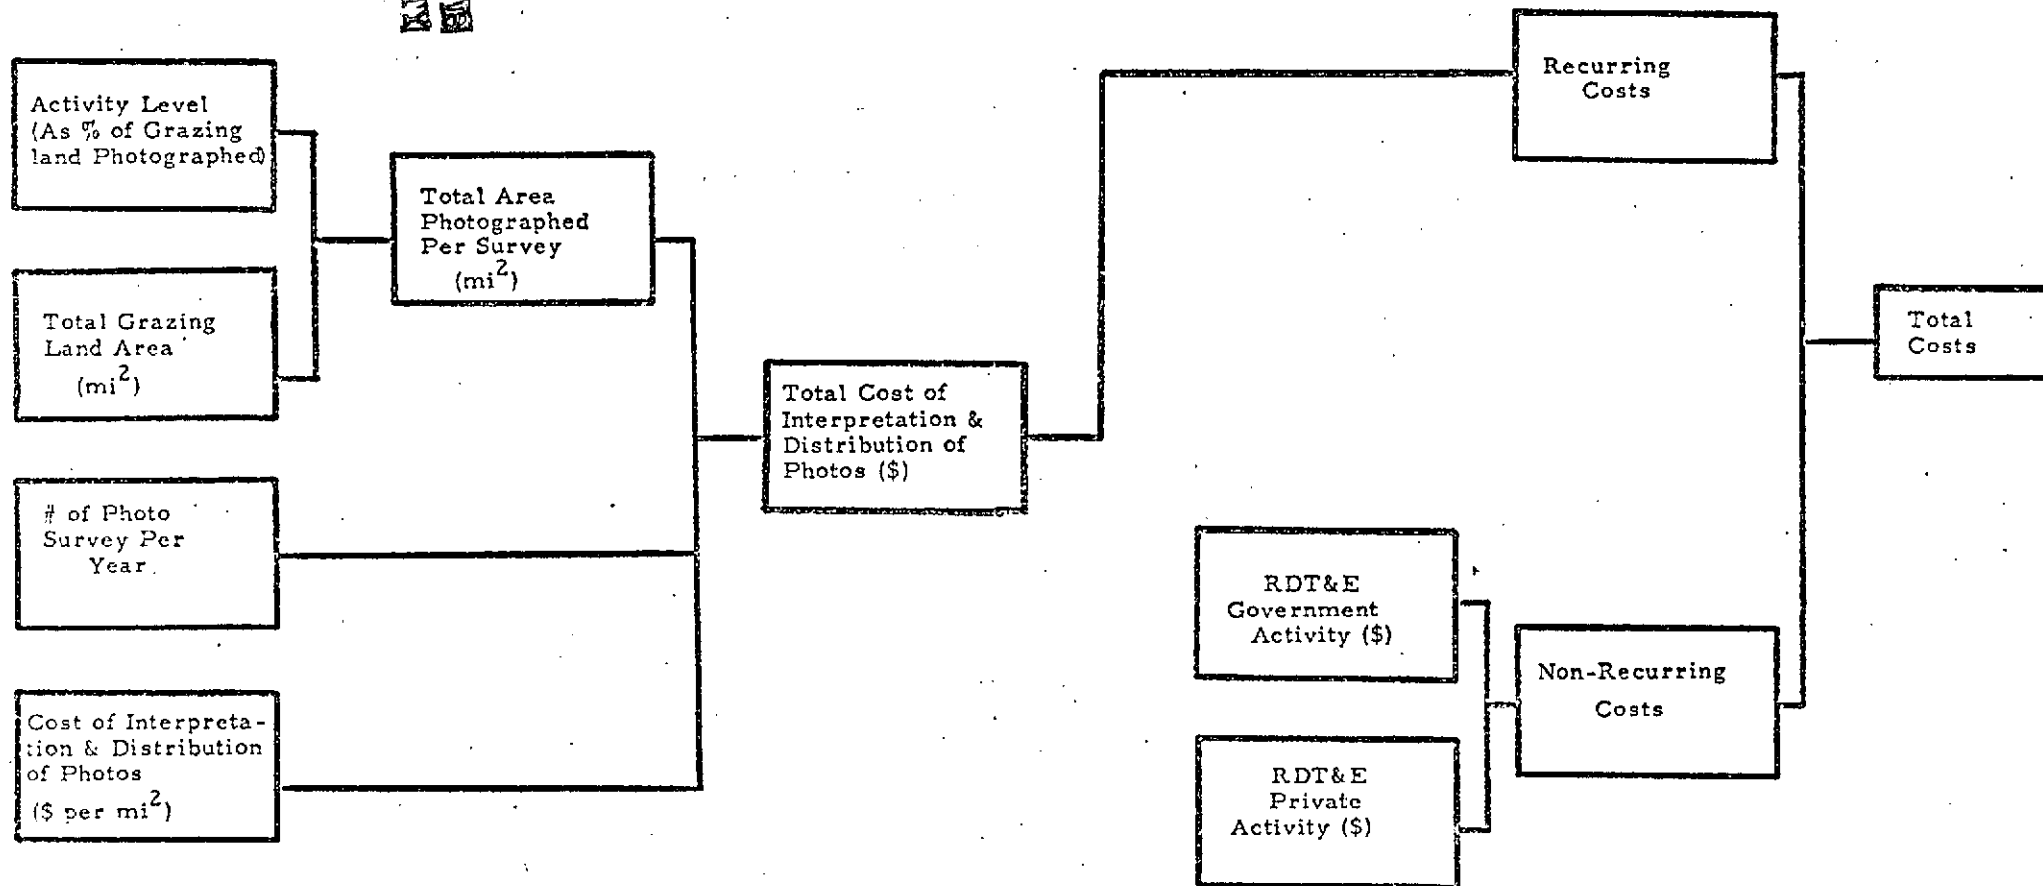 Activity Level
(As % of Grazing
land Photographed)
Total Grazing
Land Area
(mi²)
# of Photo
Survey Per
Year
Cost of Interpreta-
tion & Distribution
of Photos
($ per mi²)
Total Area
Photographed
Per Survey
(mi²)
Total Cost of
Interpretation &
Distribution of
Photos ($)
Recurring
Costs
RDT&E
Government
Activity ($)
RDT&E
Private
Activity ($)
Non-Recurring
Costs
Total
Costs